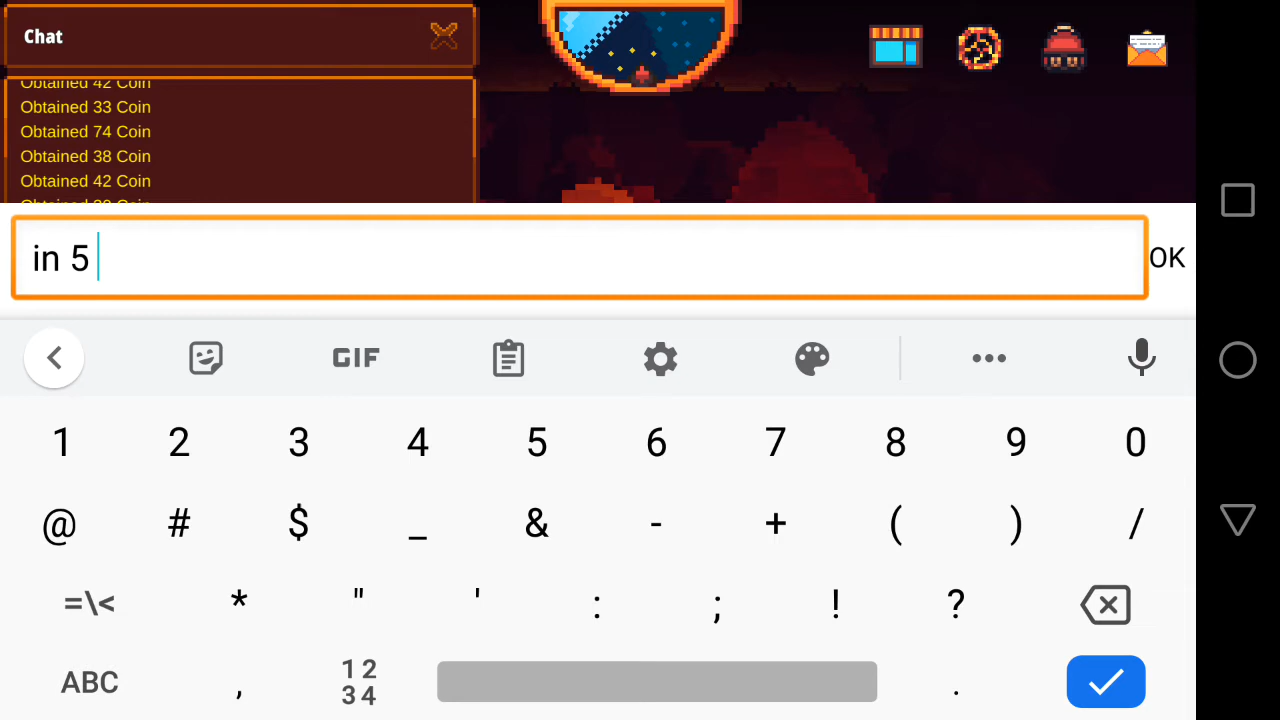 Chat
Obtained 42 Coin
Obtained 33 Coin
Obtained 74 Coin
Obtained 38 Coin
Obtained 42 Coin
in 5
OK
GIF
1 2 3 4 5 6 7 8 9 0
@ # $ _ & - + ( ) /
=\< * " ' : ; ! ?
ABC , 1 2 .
3 4